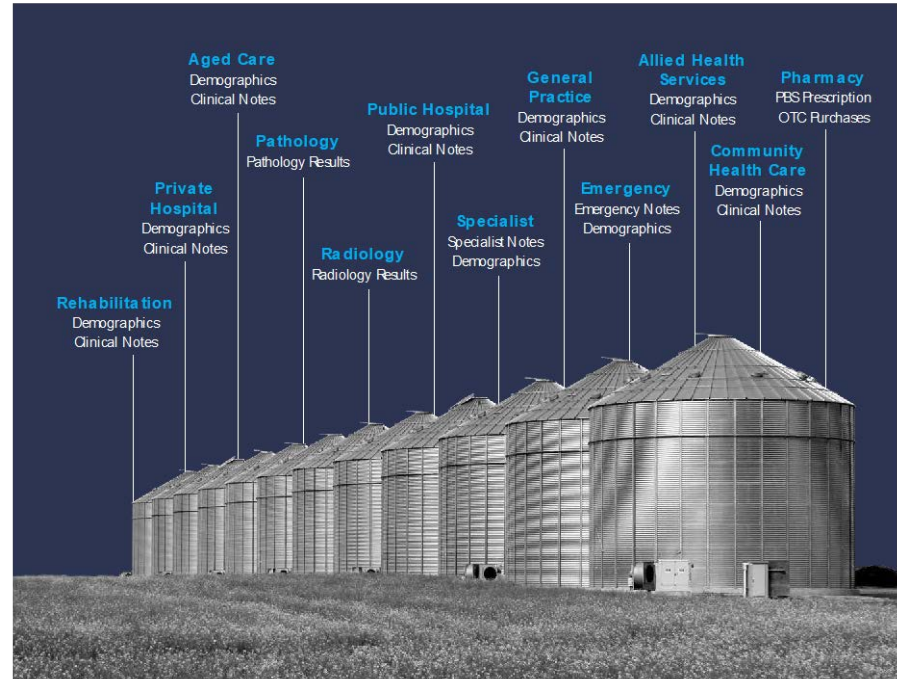 Aged Care
Demographics
Clinical Notes
Pathology
Pathology Results
Private
Hospital
Demographics
Clinical Notes
Rehabilitation
Demographics
Clinical Notes
Public Hospital
Demographics
Clinical Notes
Radiology
Radiology Results
General
Practice
Demographics
Clinical Notes
Specialist
Specialist Notes
Demographics
Allied Health
Services
Demographics
Clinical Notes
Emergency
Emergency Notes
Demographics
Pharmacy
PBS Prescription
OTC Purchases
Community
Health Care
Demographics
Clinical Notes